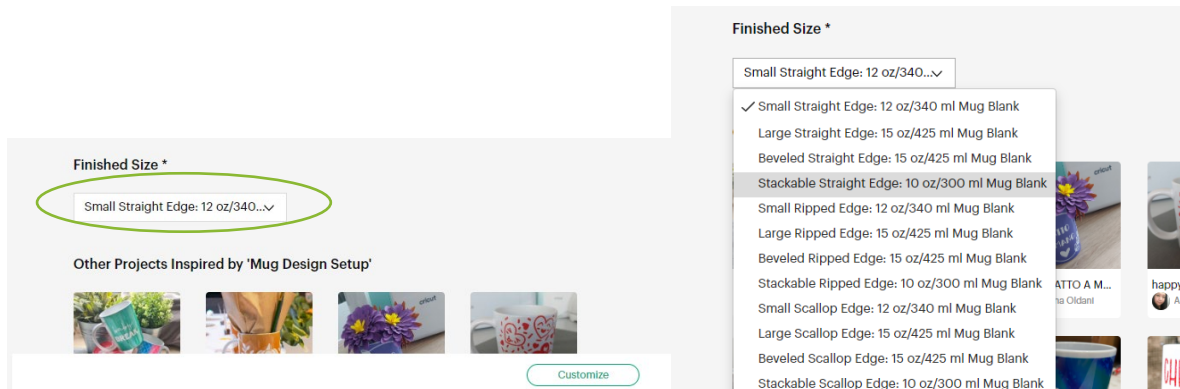 Finished Size *
Small Straight Edge: 12 oz/340...
Other Projects Inspired by 'Mug Design Setup'
cricut
Customize
Finished Size *
Small Straight Edge: 12 oz/340...
Small Straight Edge: 12 oz/340 ml Mug Blank
Large Straight Edge: 15 oz/425 ml Mug Blank
Beveled Straight Edge: 15 oz/425 ml Mug Blank
Stackable Straight Edge: 10 oz/300 ml Mug Blank
Small Ripped Edge: 12 oz/340 ml Mug Blank
Large Ripped Edge: 15 oz/425 ml Mug Blank
Beveled Ripped Edge: 15 oz/425 ml Mug Blank
Stackable Ripped Edge: 10 oz/300 ml Mug Blank
Small Scallop Edge: 12 oz/340 ml Mug Blank
Large Scallop Edge: 15 oz/425 ml Mug Blank
Beveled Scallop Edge: 15 oz/425 ml Mug Blank
Stackable Scallop Edge: 10 oz/300 ml Mug Blank
cricut
ATTO A M...
na Oldani
happy
A